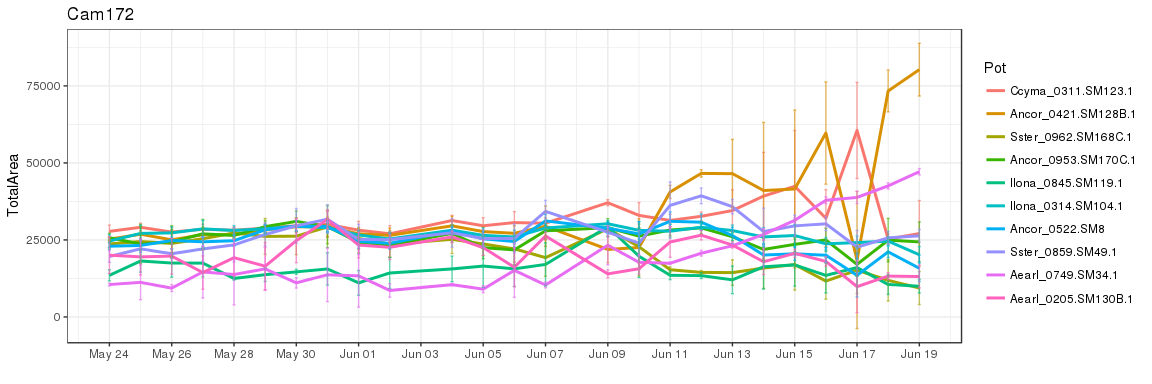 Cam172
TotalArea
75000
50000
25000
0
May 24 May 26 May 28 May 30 Jun 01 Jun 03 Jun 05 Jun 07 Jun 09 Jun 11 Jun 13 Jun 15 Jun 17 Jun 19
Pot
Ccyma_0311.SM123.1
Ancor_0421.SM128B.1
Sster_0962.SM168C.1
Ancor_0953.SM170C.1
Ilona_0845.SM119.1
Ilona_0314.SM104.1
Ancor_0522.SM8
Sster_0859.SM49.1
Aearl_0749.SM34.1
Aearl_0205.SM130B.1